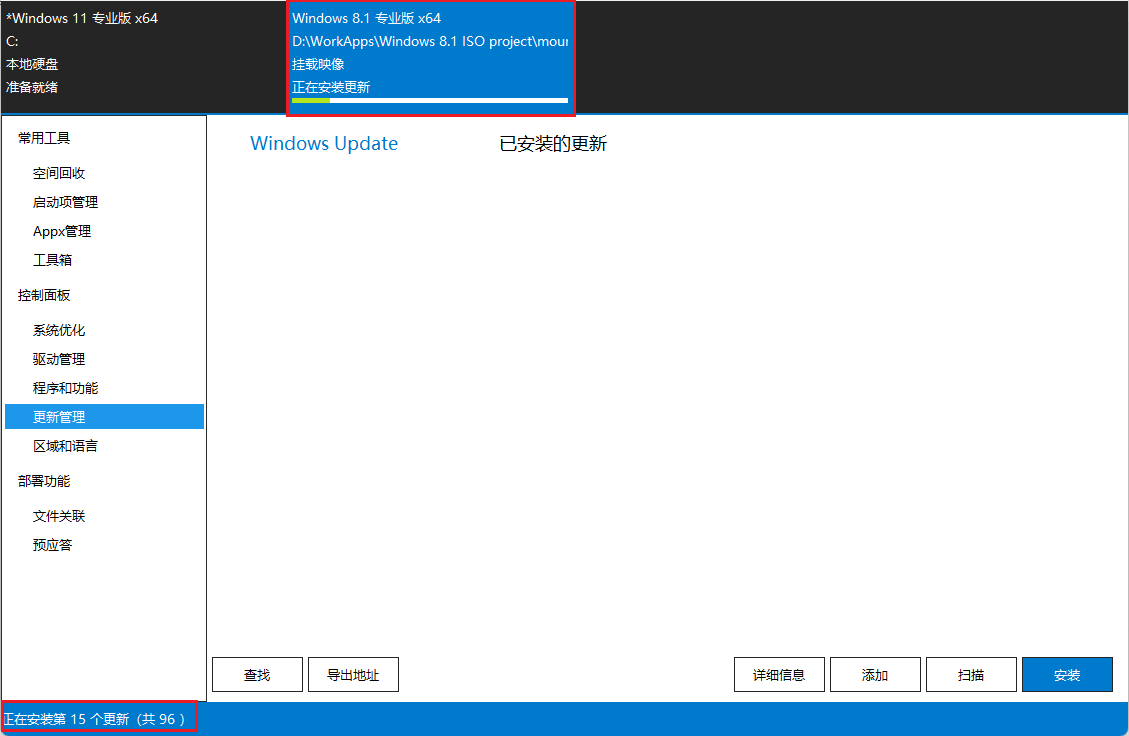 *Windows 11 专业版 x64
C:
本地硬盘
准备就绪
Windows 8.1 专业版 x64
D:\WorkApps\Windows 8.1 ISO project\moun
挂载映像
正在安装更新
常用工具
空间回收
启动项管理
Appx管理
工具箱
控制面板
系统优化
驱动管理
程序和功能
更新管理
区域和语言
部署功能
文件关联
预应答
Windows Update
已安装的更新
查找
导出地址
详细信息
添加
扫描
安装
正在安装第 15 个更新（共 96 ）